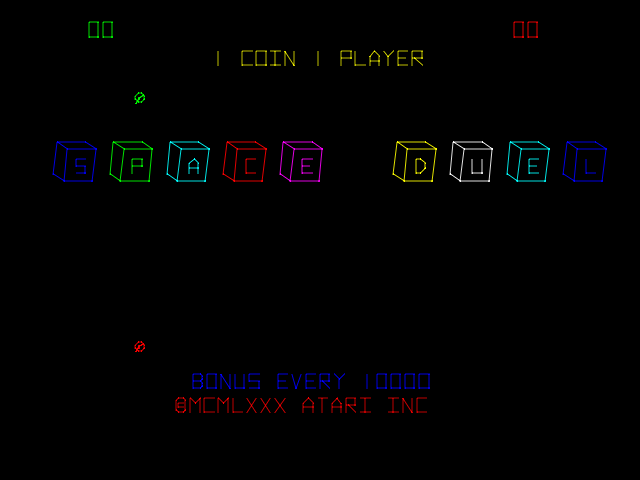 00 00
1 COIN 1 PLAYER
SPACE DUEL
BONUS EVERY 10000
©MCMLXXX ATARI INC